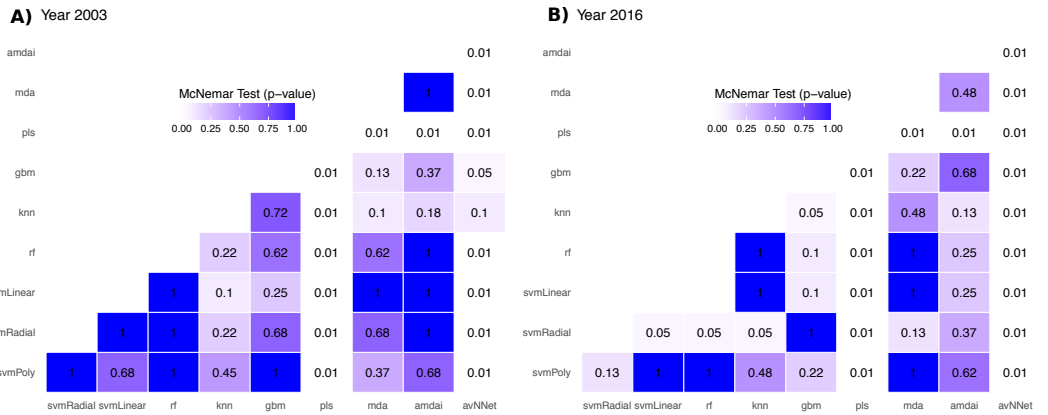 A) Year 2003
amdai 0.01
mda 1 0.01
McNemar Test (p-value)
0.00 0.25 0.50 0.75 1.00
pls 0.01 0.01 0.01
gbm 0.01 0.13 0.37 0.05
knn 0.72 0.01 0.1 0.18 0.1
rf 0.22 0.62 0.01 0.62 1 0.01
mLinear 1 0.1 0.25 0.01 1 1 0.01
mRadial 1 1 0.22 0.68 0.01 0.68 1 0.01
svmPoly 1 0.68 1 0.45 1 0.01 0.37 0.68 0.01
svmRadial svmLinear rf knn gbm pls mda amdai avNNet
B) Year 2016
amdai 0.01
mda 0.48 0.01
McNemar Test (p-value)
0.00 0.25 0.50 0.75 1.00
pls 0.01 0.01 0.01
gbm 0.01 0.22 0.68 0.01
knn 0.05 0.01 0.48 0.13 0.01
rf 1 0.1 0.01 1 0.25 0.01
svmLinear 1 0.1 0.01 1 0.25 0.01
svmRadial 0.05 0.05 0.05 1 0.01 0.13 0.37 0.01
svmPoly 0.13 1 1 0.48 0.22 0.01 1 0.62 0.01
svmRadial svmLinear rf knn gbm pls mda amdai avNNet